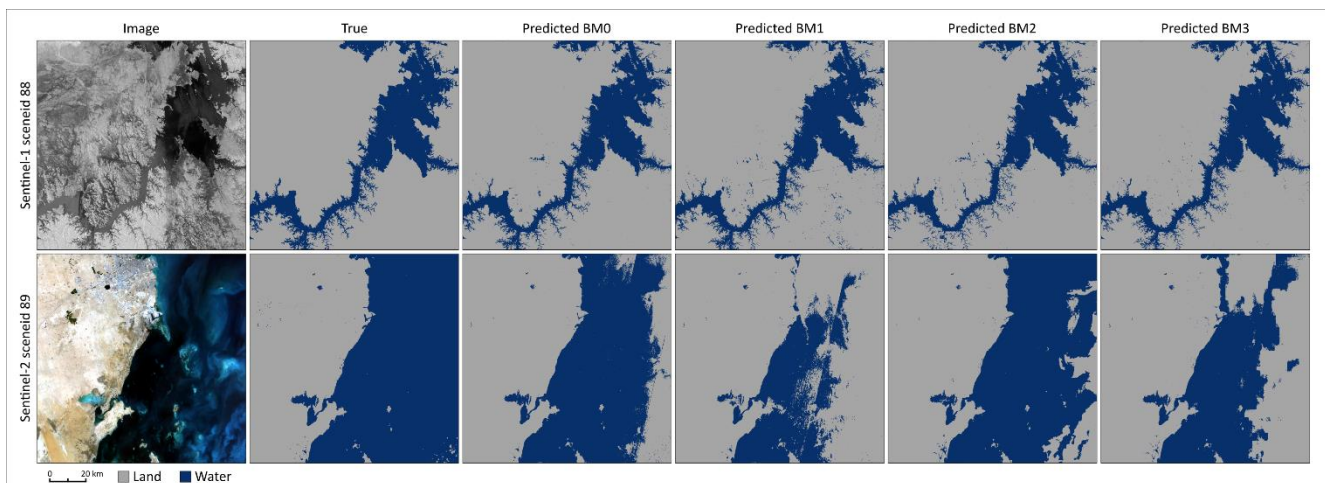 Image True Predicted BM0 Predicted BM1 Predicted BM2 Predicted BM3
Sentinel-1 sceneid 88
Sentinel-2 sceneid 89
0 20 km Land Water